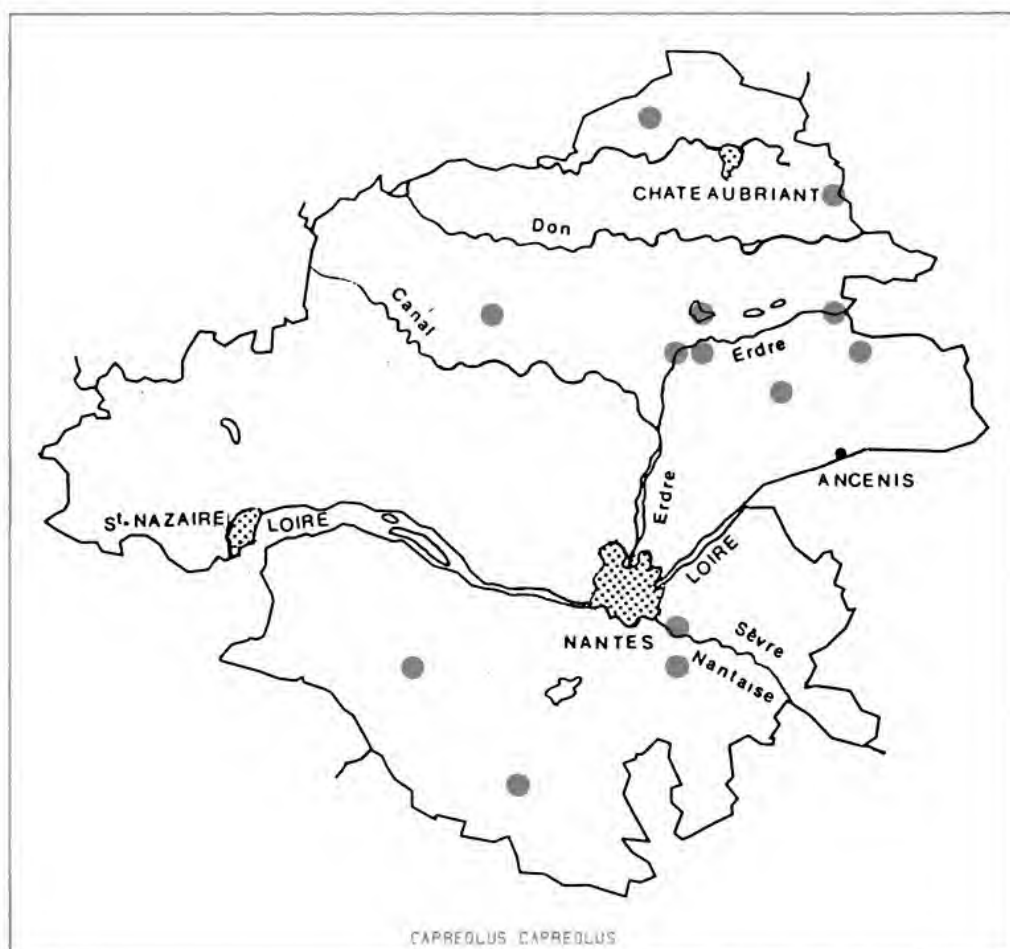 CHATEAUBRIANT
Don
Canal
Erdre
ANCENIS
St. NAZAIRE
LOIRE
Erdre
LOIRE
NANTES
Sèvre
Nantaise
CAPREOLUS CAPREOLUS